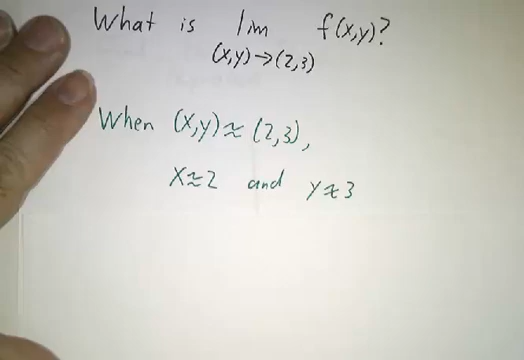 What is lim f(x,y)?
(x,y)→(2,3)
When (x,y)≈(2,3),
x≈2 and y≈3